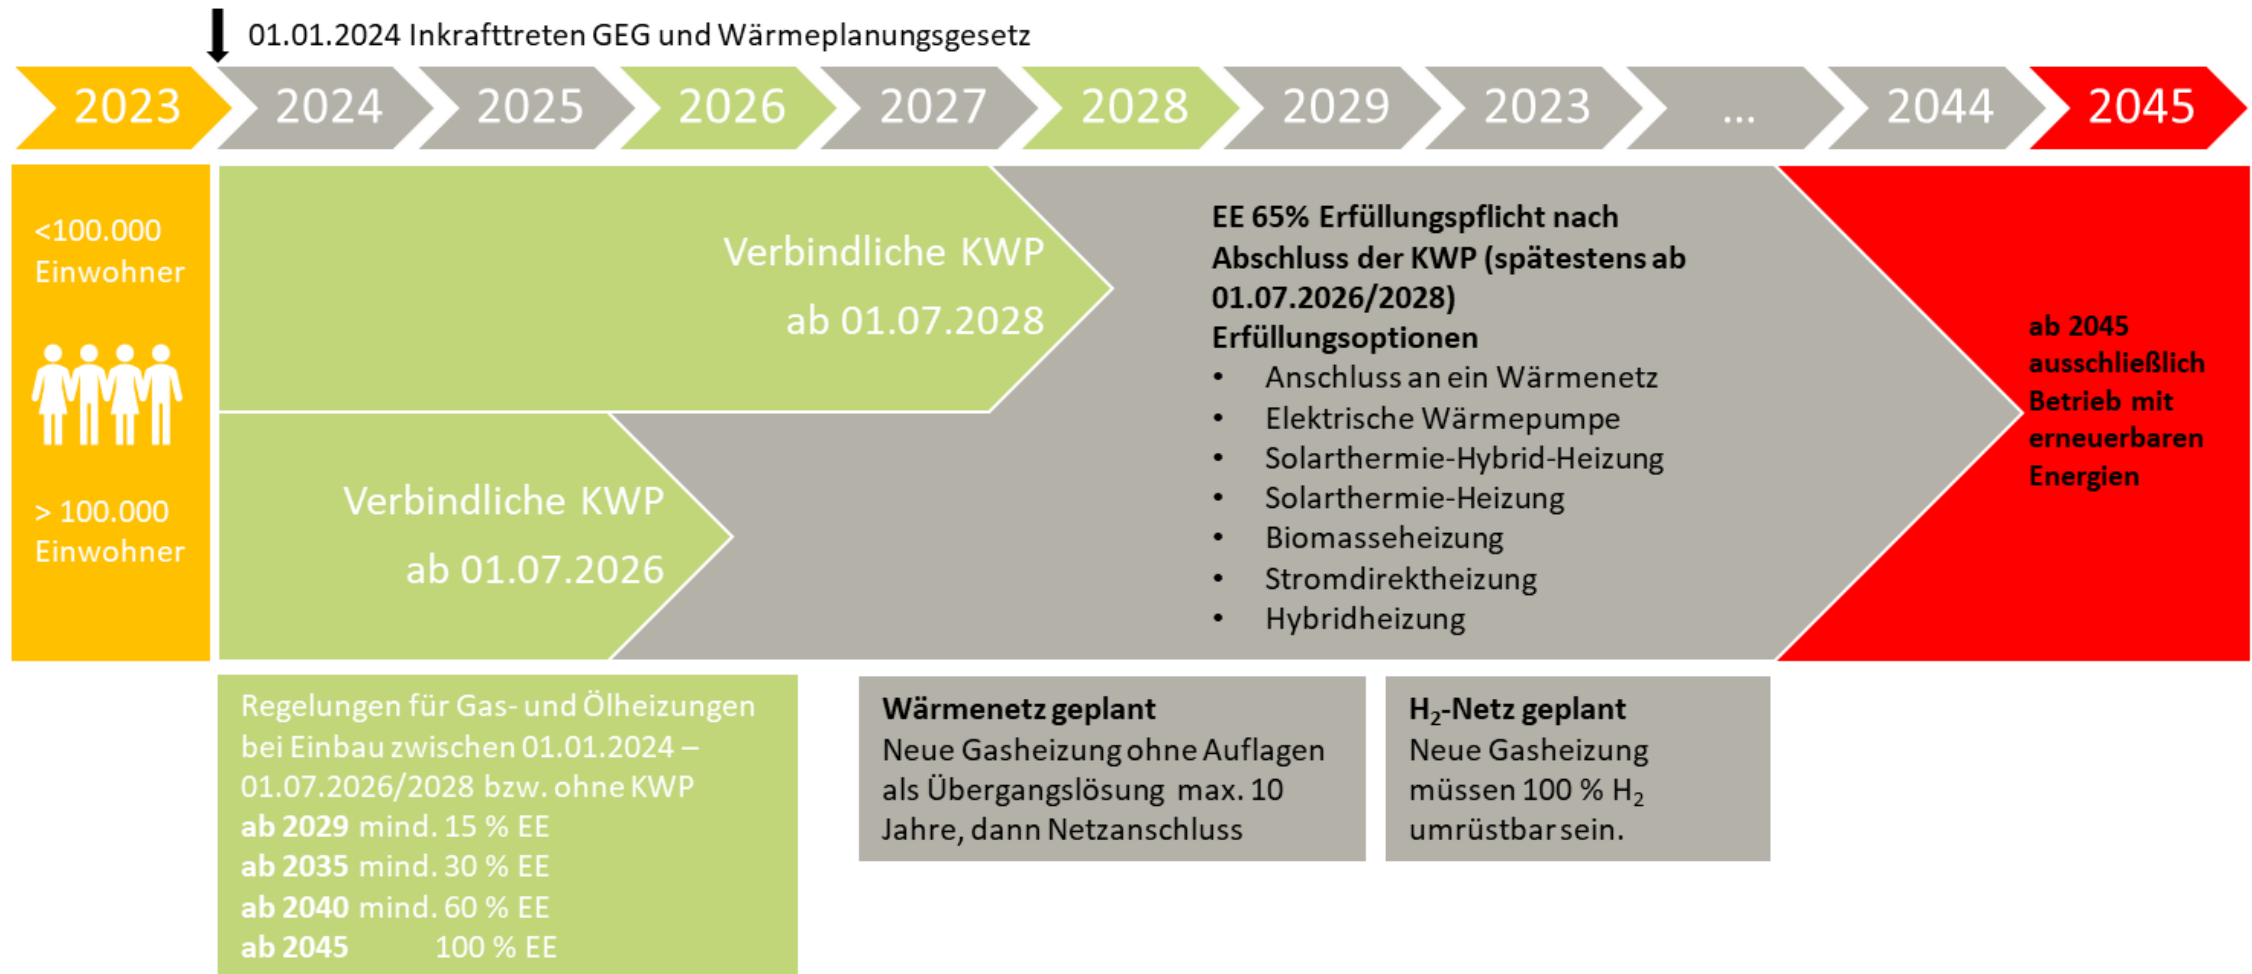 01.01.2024 Inkrafttreten GEG und Wärmeplanungsgesetz
2023
2024
2025
2026
2027
2028
2029
2023
...
2044
2045
<100.000
Einwohner
> 100.000
Einwohner
Verbindliche KWP
ab 01.07.2028
Verbindliche KWP
ab 01.07.2026
EE 65% Erfüllungspflicht nach
Abschluss der KWP (spätestens ab
01.07.2026/2028)
Erfüllungsoptionen
• Anschluss an ein Wärmenetz
• Elektrische Wärmepumpe
• Solarthermie-Hybrid-Heizung
• Solarthermie-Heizung
• Biomasseheizung
• Stromdirektheizung
• Hybridheizung
ab 2045
ausschließlich
Betrieb mit
erneuerbaren
Energien
Regelungen für Gas- und Ölheizungen
bei Einbau zwischen 01.01.2024 –
01.07.2026/2028 bzw. ohne KWP
ab 2029 mind. 15 % EE
ab 2035 mind. 30 % EE
ab 2040 mind. 60 % EE
ab 2045 100 % EE
Wärmenetz geplant
Neue Gasheizung ohne Auflagen
als Übergangslösung max. 10
Jahre, dann Netzanschluss
H₂-Netz geplant
Neue Gasheizung
müssen 100 % H₂
umrüstbar sein.